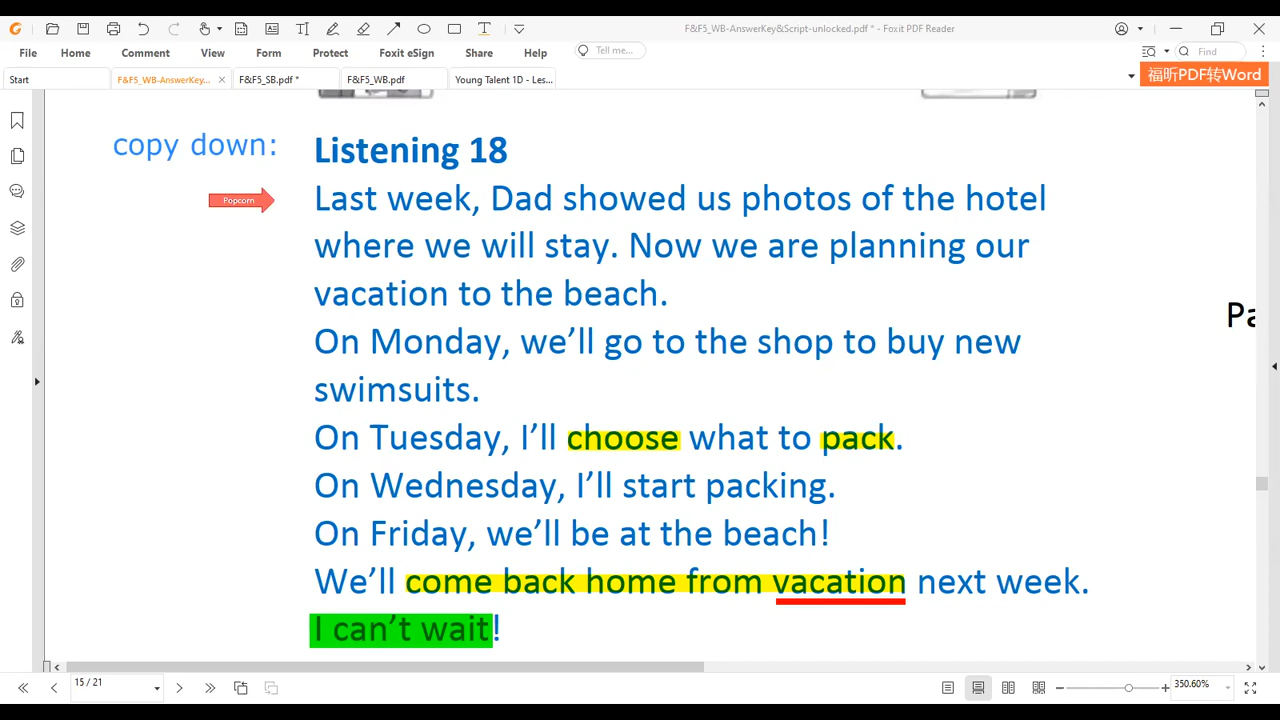 F&F5_WB-AnswerKey&Script-unlocked.pdf * - Foxit PDF Reader
File Home Comment View Form Protect Foxit eSign Share Help Tell me... Find
Start F&F5_WB-AnswerKey... F&F5_SB.pdf * F&F5_WB.pdf Young Talent 1D - Les... 福昕PDF转Word
copy down: Listening 18
Popcorn Last week, Dad showed us photos of the hotel
where we will stay. Now we are planning our
vacation to the beach.
Pa
On Monday, we’ll go to the shop to buy new
swimsuits.
On Tuesday, I’ll choose what to pack.
On Wednesday, I’ll start packing.
On Friday, we’ll be at the beach!
We’ll come back home from vacation next week.
I can’t wait!
15 / 21 350.60%